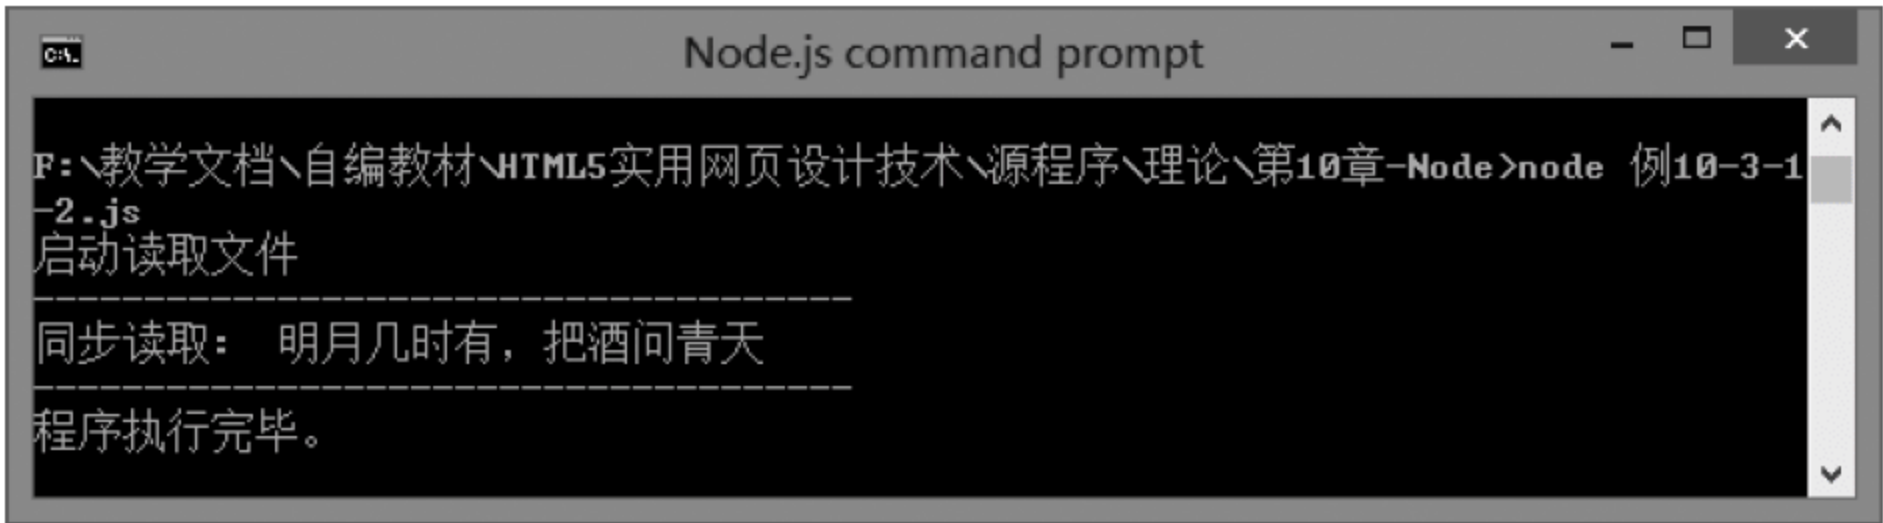 C:\.
Node.js command prompt
F:\教学文档\自编教材\HTML5实用网页设计技术\源程序\理论\第10章-Node>node 例10-3-1
-2.js
启动读取文件
-------------------------------------
同步读取： 明月几时有，把酒问青天
-------------------------------------
程序执行完毕。